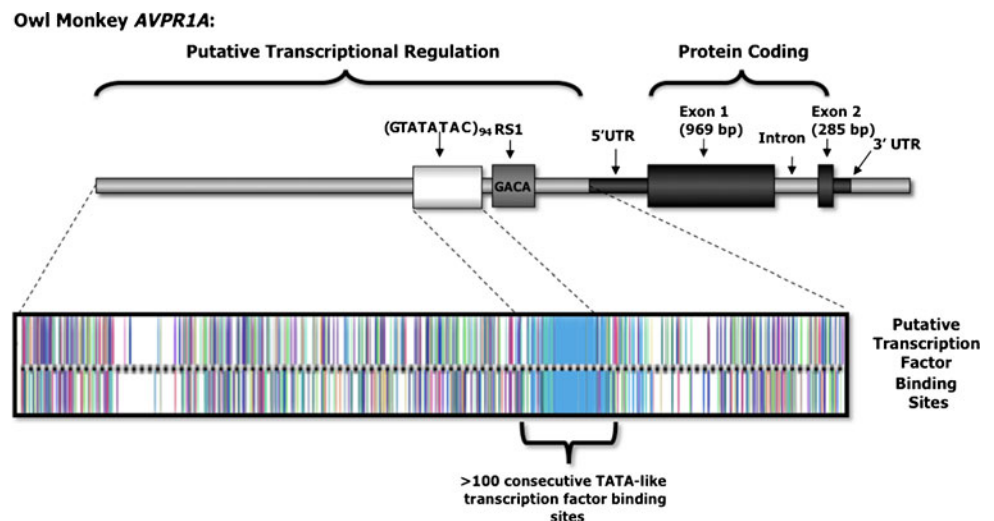 Owl Monkey AVPR1A:
Putative Transcriptional Regulation
Protein Coding
(GTATATAC)94 RS1
5'UTR
Exon 1
(969 bp)
Intron
Exon 2
(285 bp)
3' UTR
GACA
Putative
Transcription
Factor
Binding
Sites
>100 consecutive TATA-like
transcription factor binding
sites